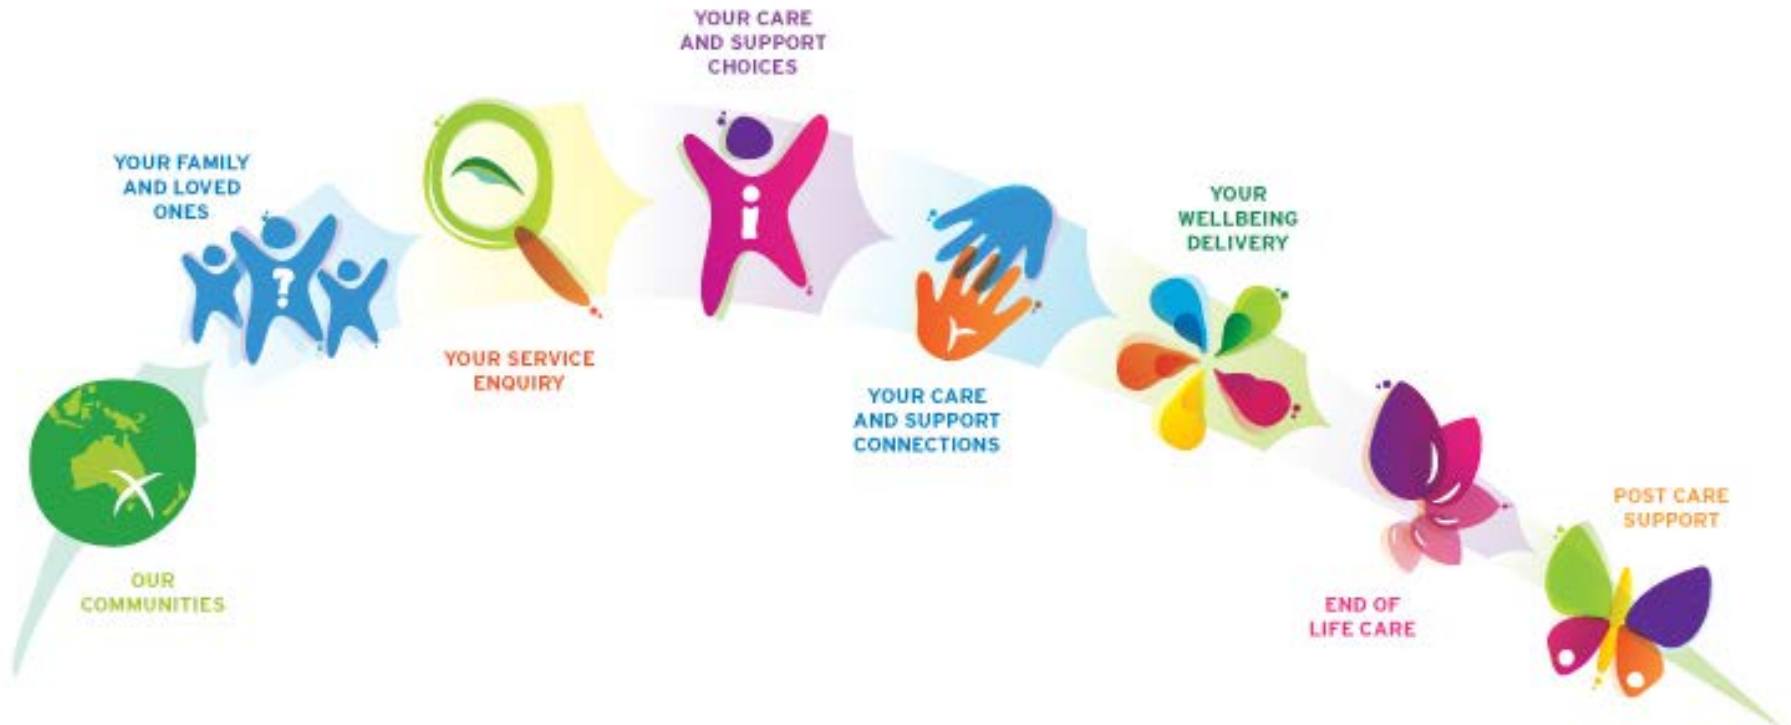 YOUR CARE
AND SUPPORT
CHOICES
YOUR FAMILY
AND LOVED
ONES
?
i
YOUR SERVICE
ENQUIRY
YOUR WELLBEING
DELIVERY
YOUR CARE
AND SUPPORT
CONNECTIONS
OUR
COMMUNITIES
END OF
LIFE CARE
POST CARE
SUPPORT